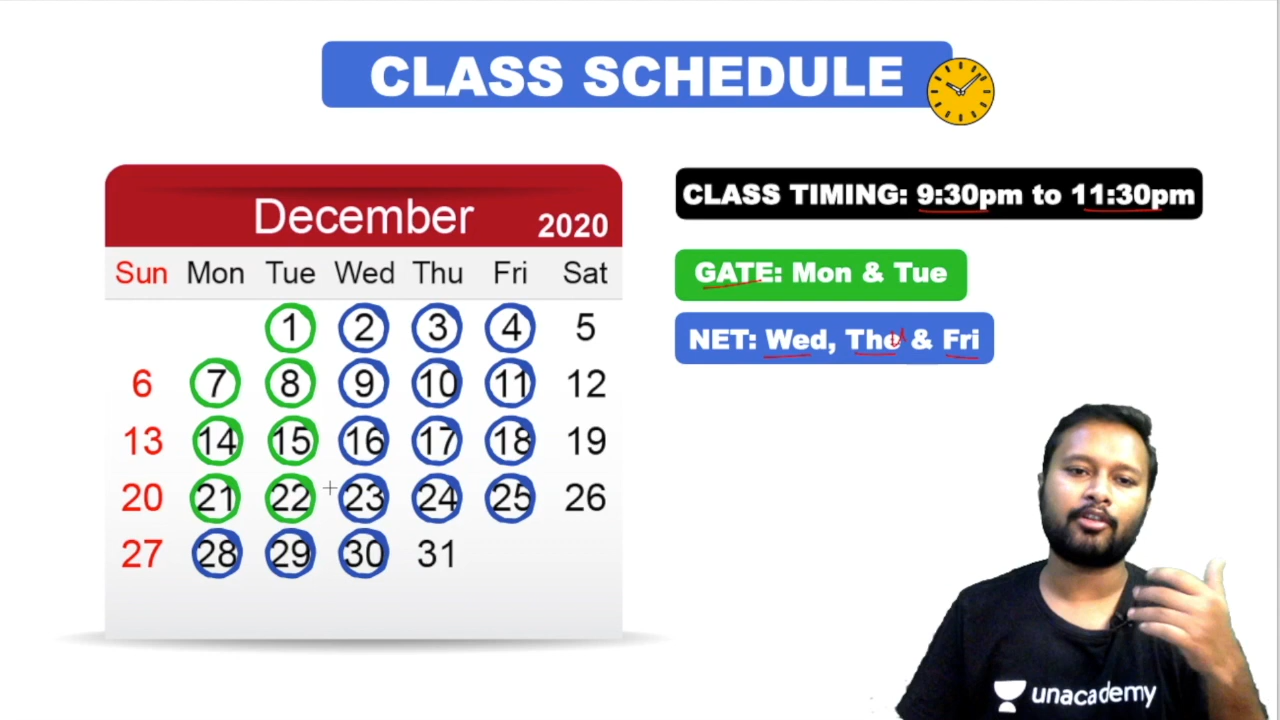 CLASS SCHEDULE
CLASS TIMING: 9:30pm to 11:30pm
December 2020
Sun Mon Tue Wed Thu Fri Sat
1 2 3 4 5
6 7 8 9 10 11 12
13 14 15 16 17 18 19
20 21 22 23 24 25 26
27 28 29 30 31
GATE: Mon & Tue
NET: Wed, The & Fri
u
unacademy